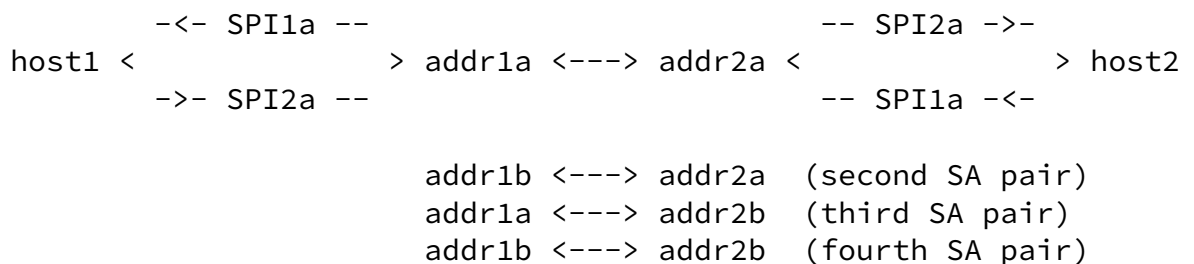 -<- SPI1a -- -- SPI2a ->-
host1 < > addr1a <---> addr2a < > host2
->- SPI2a -- -- SPI1a -<-
addr1b <---> addr2a (second SA pair)
addr1a <---> addr2b (third SA pair)
addr1b <---> addr2b (fourth SA pair)